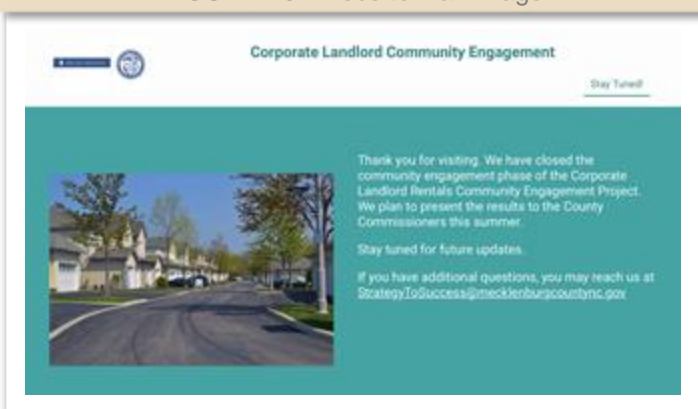 Corporate Landlord Community Engagement
Stay Tuned!
Thank you for visiting. We have closed the
community engagement phase of the Corporate
Landlord Rentals Community Engagement Project.
We plan to present the results to the County
Commissioners this summer.
Stay tuned for future updates.
If you have additional questions, you may reach us at
StrategyToSuccess@mecklenburgcountync.gov